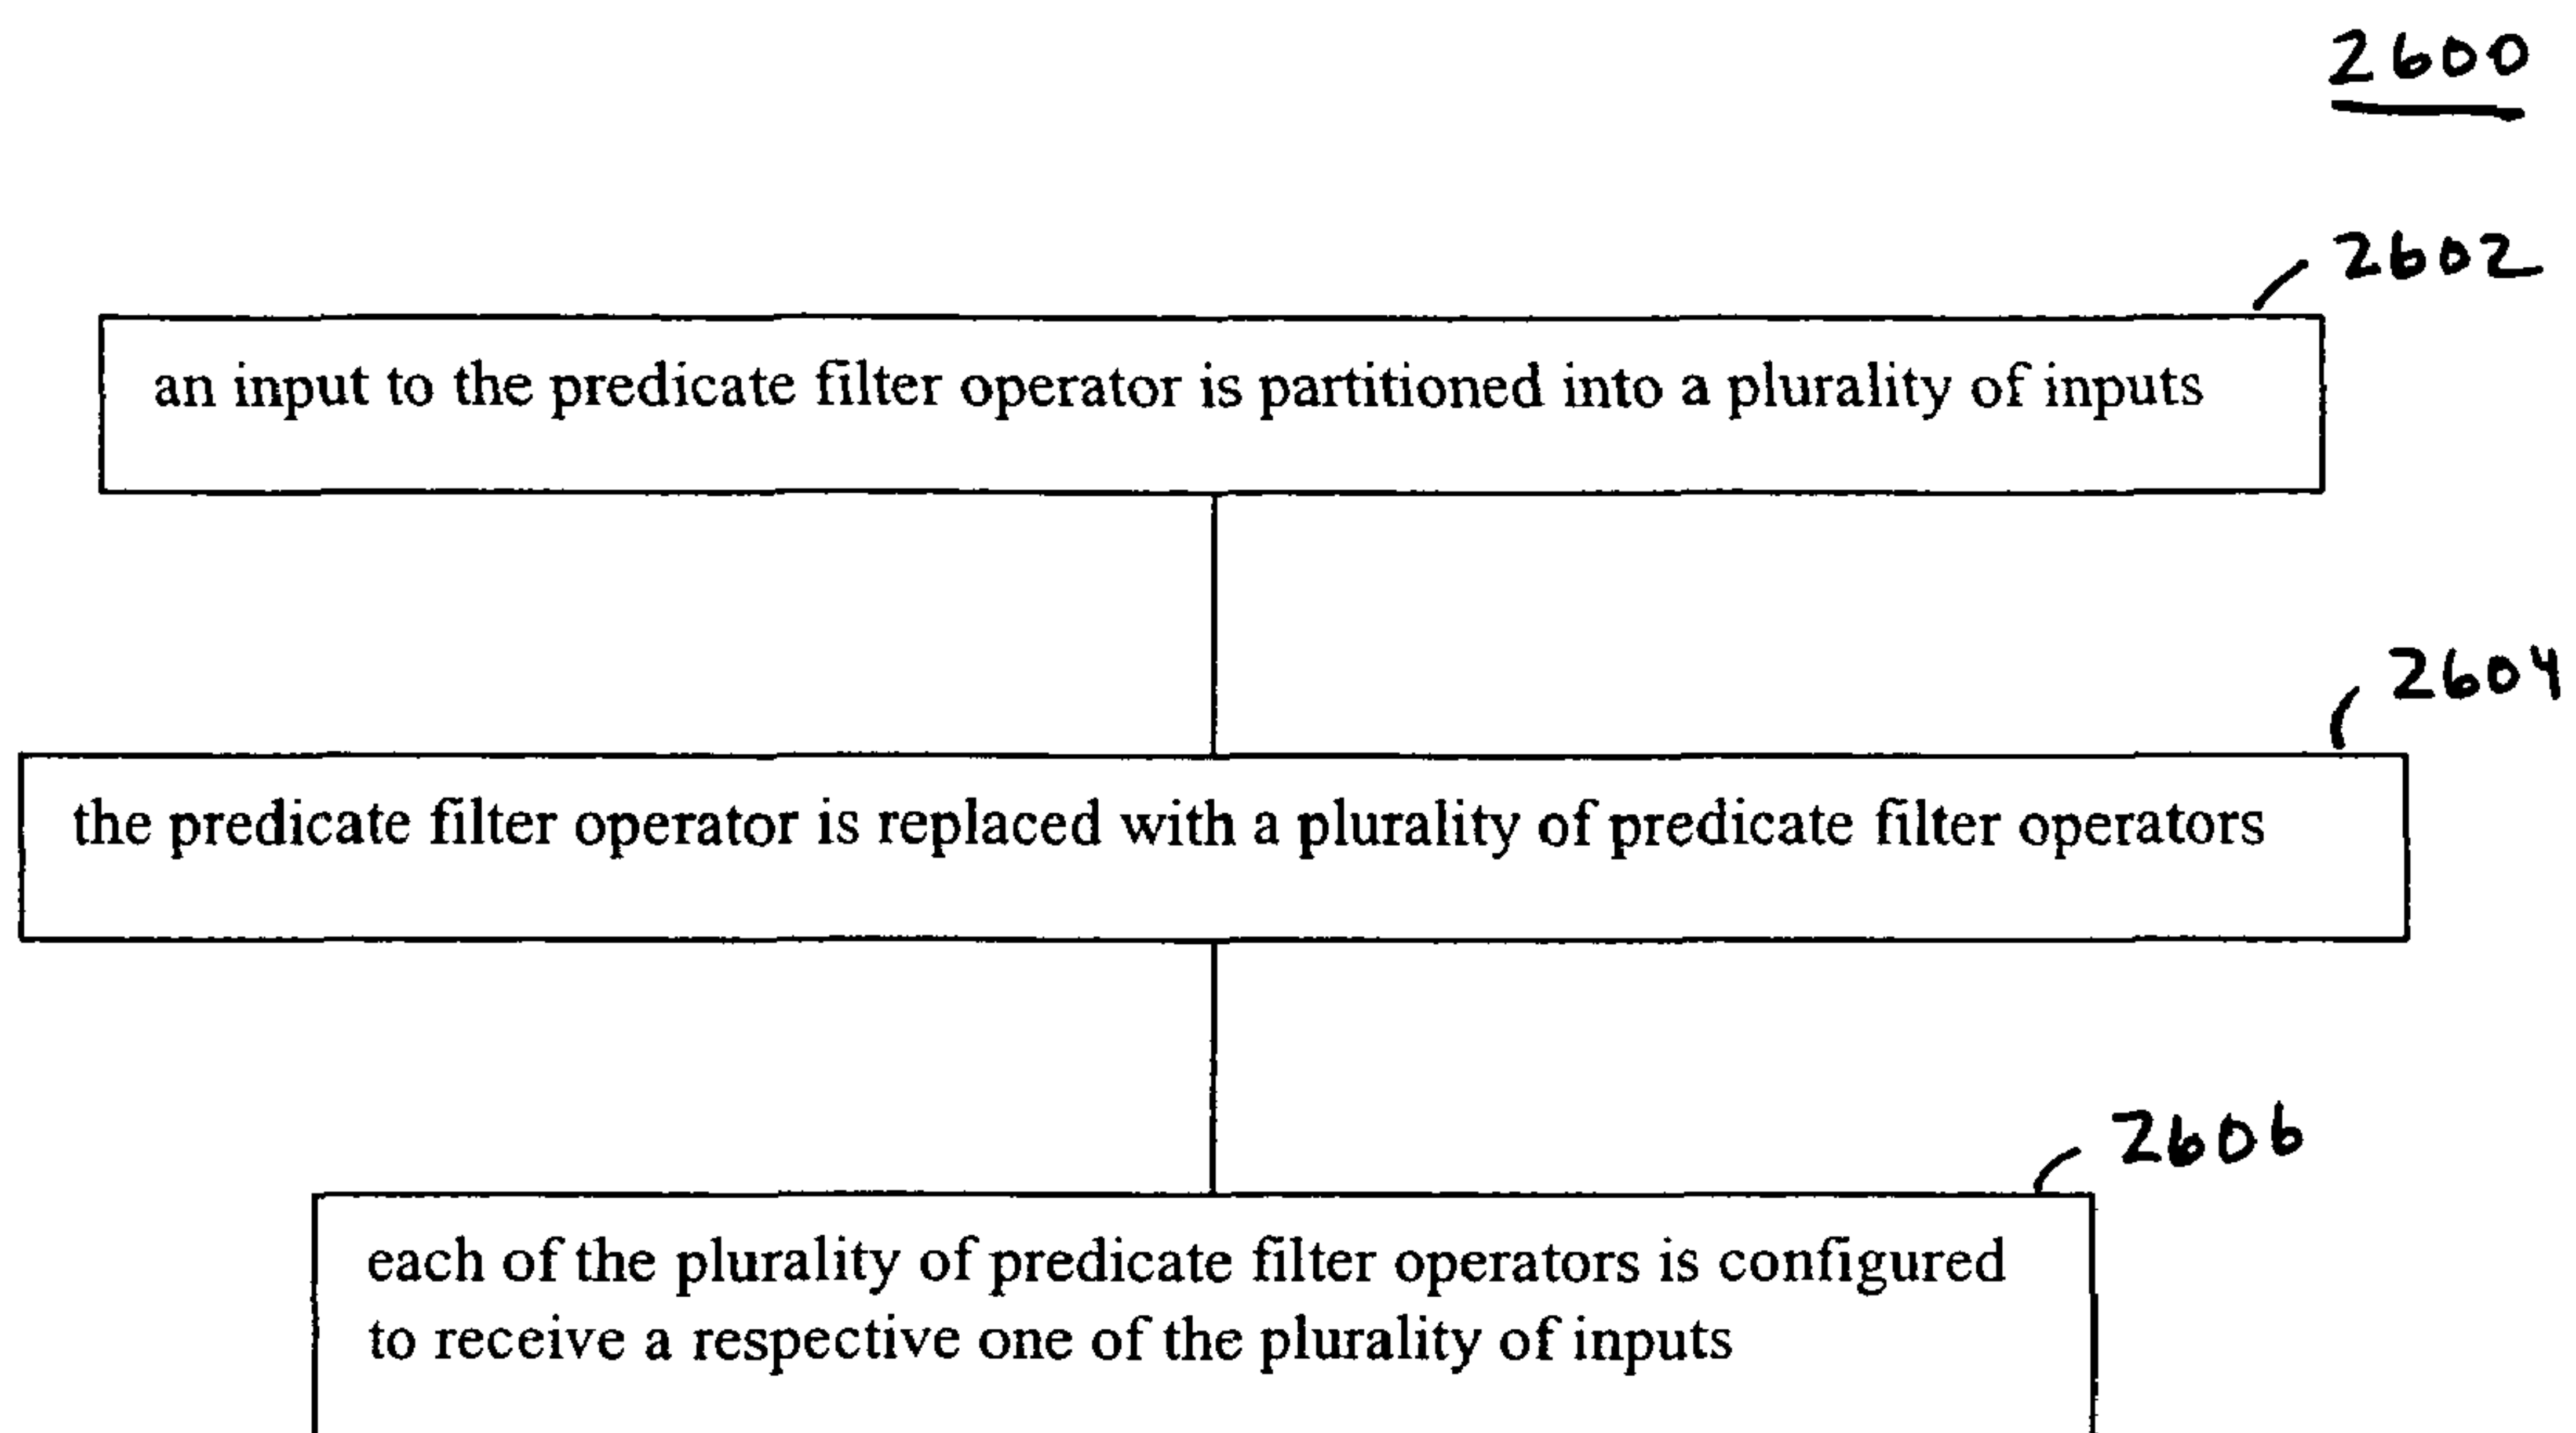 2600
2602
an input to the predicate filter operator is partitioned into a plurality of inputs
2604
the predicate filter operator is replaced with a plurality of predicate filter operators
2606
each of the plurality of predicate filter operators is configured
to receive a respective one of the plurality of inputs